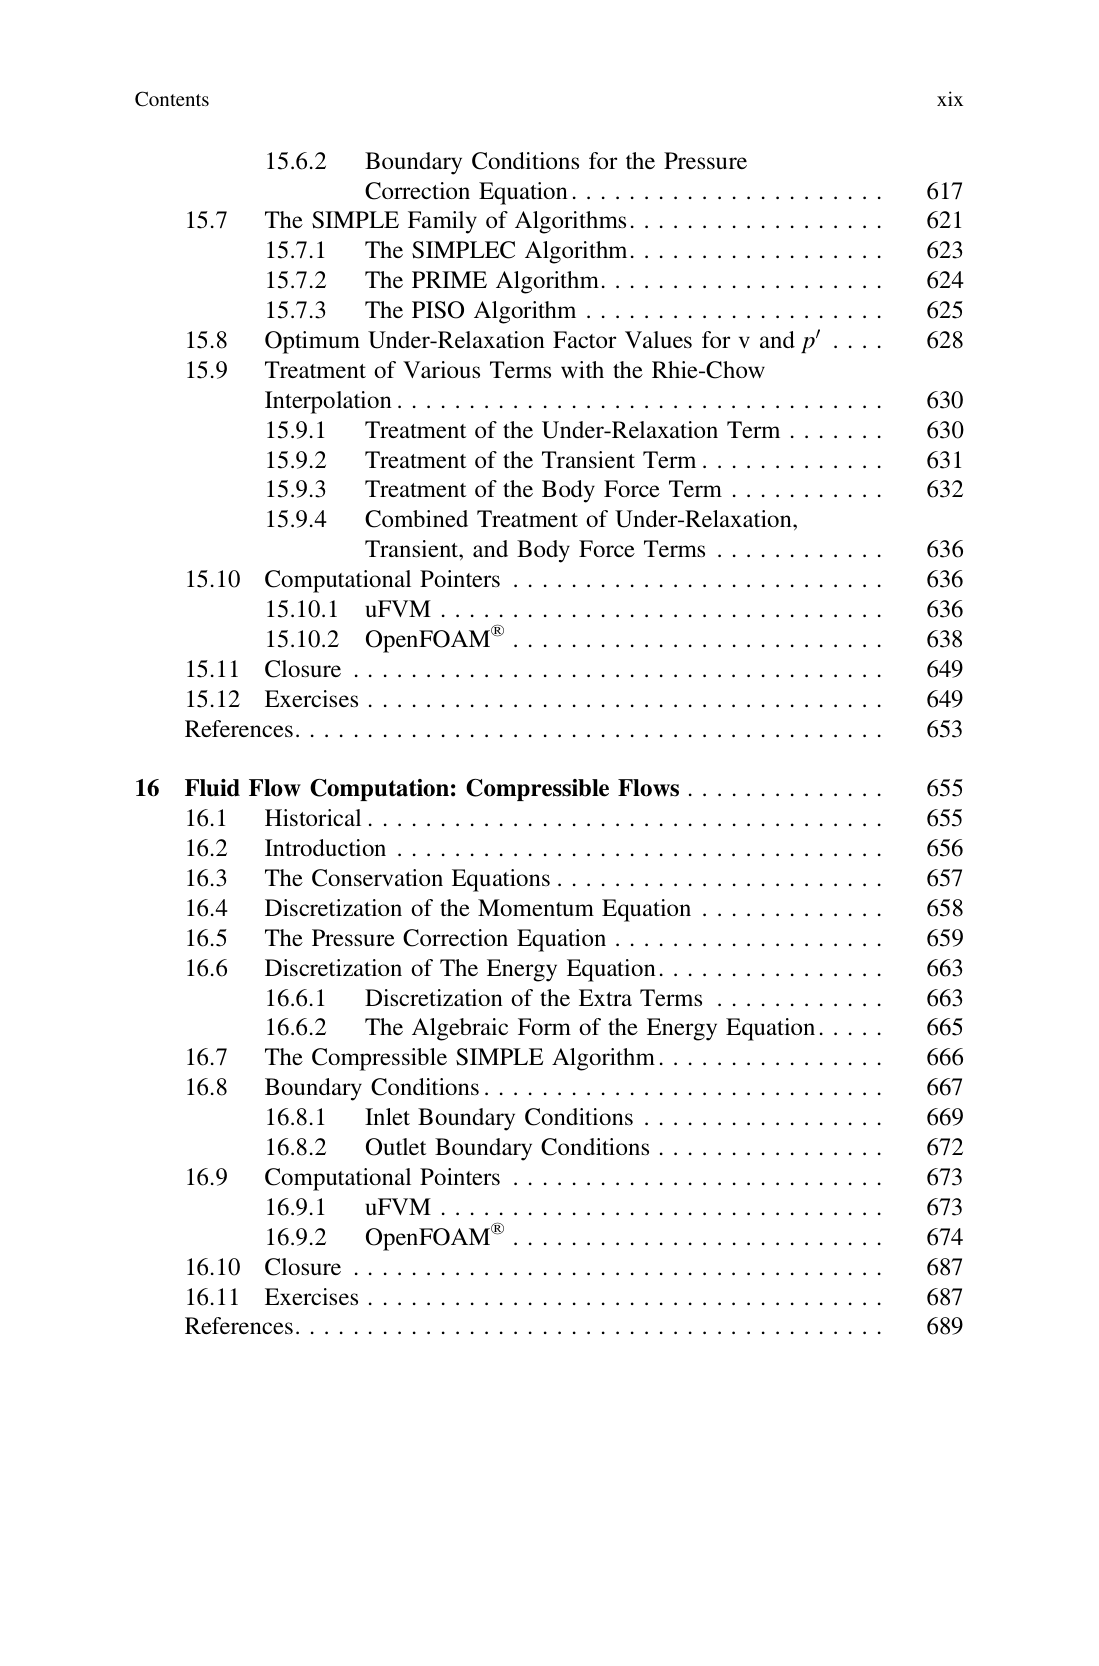 Contents xix
15.6.2 Boundary Conditions for the Pressure
Correction Equation. . . . . . . . . . . . . . . . . . . . . . 617
15.7 The SIMPLE Family of Algorithms. . . . . . . . . . . . . . . . . . 621
15.7.1 The SIMPLEC Algorithm. . . . . . . . . . . . . . . . . . 623
15.7.2 The PRIME Algorithm. . . . . . . . . . . . . . . . . . . . 624
15.7.3 The PISO Algorithm . . . . . . . . . . . . . . . . . . . . . 625
15.8 Optimum Under-Relaxation Factor Values for v and p′ . . . . 628
15.9 Treatment of Various Terms with the Rhie-Chow
Interpolation . . . . . . . . . . . . . . . . . . . . . . . . . . . . . . . . . . 630
15.9.1 Treatment of the Under-Relaxation Term . . . . . . . 630
15.9.2 Treatment of the Transient Term . . . . . . . . . . . . . 631
15.9.3 Treatment of the Body Force Term . . . . . . . . . . . 632
15.9.4 Combined Treatment of Under-Relaxation,
Transient, and Body Force Terms . . . . . . . . . . . . 636
15.10 Computational Pointers . . . . . . . . . . . . . . . . . . . . . . . . . . 636
15.10.1 uFVM . . . . . . . . . . . . . . . . . . . . . . . . . . . . . . . 636
15.10.2 OpenFOAM® . . . . . . . . . . . . . . . . . . . . . . . . . . 638
15.11 Closure . . . . . . . . . . . . . . . . . . . . . . . . . . . . . . . . . . . . . 649
15.12 Exercises . . . . . . . . . . . . . . . . . . . . . . . . . . . . . . . . . . . . 649
References. . . . . . . . . . . . . . . . . . . . . . . . . . . . . . . . . . . . . . . . . 653
16 Fluid Flow Computation: Compressible Flows . . . . . . . . . . . . . . 655
16.1 Historical . . . . . . . . . . . . . . . . . . . . . . . . . . . . . . . . . . . . 655
16.2 Introduction . . . . . . . . . . . . . . . . . . . . . . . . . . . . . . . . . . 656
16.3 The Conservation Equations . . . . . . . . . . . . . . . . . . . . . . . 657
16.4 Discretization of the Momentum Equation . . . . . . . . . . . . . 658
16.5 The Pressure Correction Equation . . . . . . . . . . . . . . . . . . . 659
16.6 Discretization of The Energy Equation. . . . . . . . . . . . . . . . 663
16.6.1 Discretization of the Extra Terms . . . . . . . . . . . . 663
16.6.2 The Algebraic Form of the Energy Equation. . . . . 665
16.7 The Compressible SIMPLE Algorithm. . . . . . . . . . . . . . . . 666
16.8 Boundary Conditions . . . . . . . . . . . . . . . . . . . . . . . . . . . . 667
16.8.1 Inlet Boundary Conditions . . . . . . . . . . . . . . . . . 669
16.8.2 Outlet Boundary Conditions . . . . . . . . . . . . . . . . 672
16.9 Computational Pointers . . . . . . . . . . . . . . . . . . . . . . . . . . 673
16.9.1 uFVM . . . . . . . . . . . . . . . . . . . . . . . . . . . . . . . 673
16.9.2 OpenFOAM® . . . . . . . . . . . . . . . . . . . . . . . . . . 674
16.10 Closure . . . . . . . . . . . . . . . . . . . . . . . . . . . . . . . . . . . . . 687
16.11 Exercises . . . . . . . . . . . . . . . . . . . . . . . . . . . . . . . . . . . . 687
References. . . . . . . . . . . . . . . . . . . . . . . . . . . . . . . . . . . . . . . . . 689